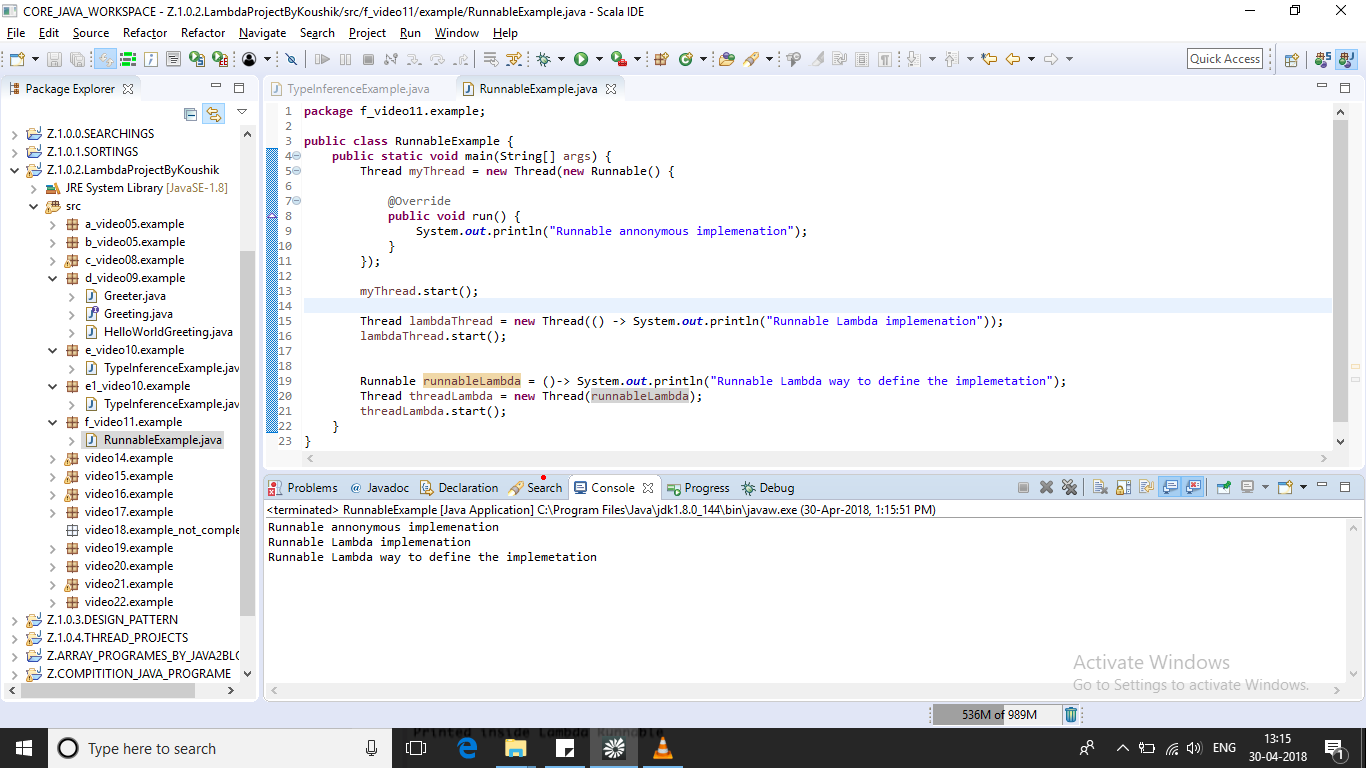 CORE_JAVA_WORKSPACE - Z.1.0.2.LambdaProjectByKoushik/src/f_video11/example/RunnableExample.java - Scala IDE
File Edit Source Refactor Refactor Navigate Search Project Run Window Help
Quick Access
Package Explorer
Z.1.0.0.SEARCHINGS
Z.1.0.1.SORTINGS
Z.1.0.2.LambdaProjectByKoushik
JRE System Library [JavaSE-1.8]
src
a_video05.example
b_video05.example
c_video08.example
d_video09.example
Greeter.java
Greeting.java
HelloWorldGreeting.java
e_video10.example
TypeInferenceExample.jav
e1_video10.example
TypeInferenceExample.jav
f_video11.example
RunnableExample.java
video14.example
video15.example
video16.example
video17.example
video18.example_not_comple
video19.example
video20.example
video21.example
video22.example
Z.1.0.3.DESIGN_PATTERN
Z.1.0.4.THREAD_PROJECTS
Z.ARRAY_PROGRAMES_BY_JAVA2BL
Z.COMPITITION_JAVA_PROGRAME
TypeInferenceExample.java RunnableExample.java
1 package f_video11.example;
2
3 public class RunnableExample {
4 public static void main(String[] args) {
5 Thread myThread = new Thread(new Runnable() {
6
7 @Override
8 public void run() {
9 System.out.println("Runnable annonymous implemenation");
10 }
11 });
12
13 myThread.start();
14
15 Thread lambdaThread = new Thread(() -> System.out.println("Runnable Lambda implemenation"));
16 lambdaThread.start();
17
18
19 Runnable runnableLambda = ()-> System.out.println("Runnable Lambda way to define the implemetation");
20 Thread threadLambda = new Thread(runnableLambda);
21 threadLambda.start();
22 }
23 }
Problems @ Javadoc Declaration Search Console Progress Debug
<terminated> RunnableExample [Java Application] C:\Program Files\Java\jdk1.8.0_144\bin\javaw.exe (30-Apr-2018, 1:15:51 PM)
Runnable annonymous implemenation
Runnable Lambda implemenation
Runnable Lambda way to define the implemetation
Activate Windows
Go to Settings to activate Windows.
536M of 989M
Printed inside Lambda Runnable
Type here to search
ENG
13:15
30-04-2018
1